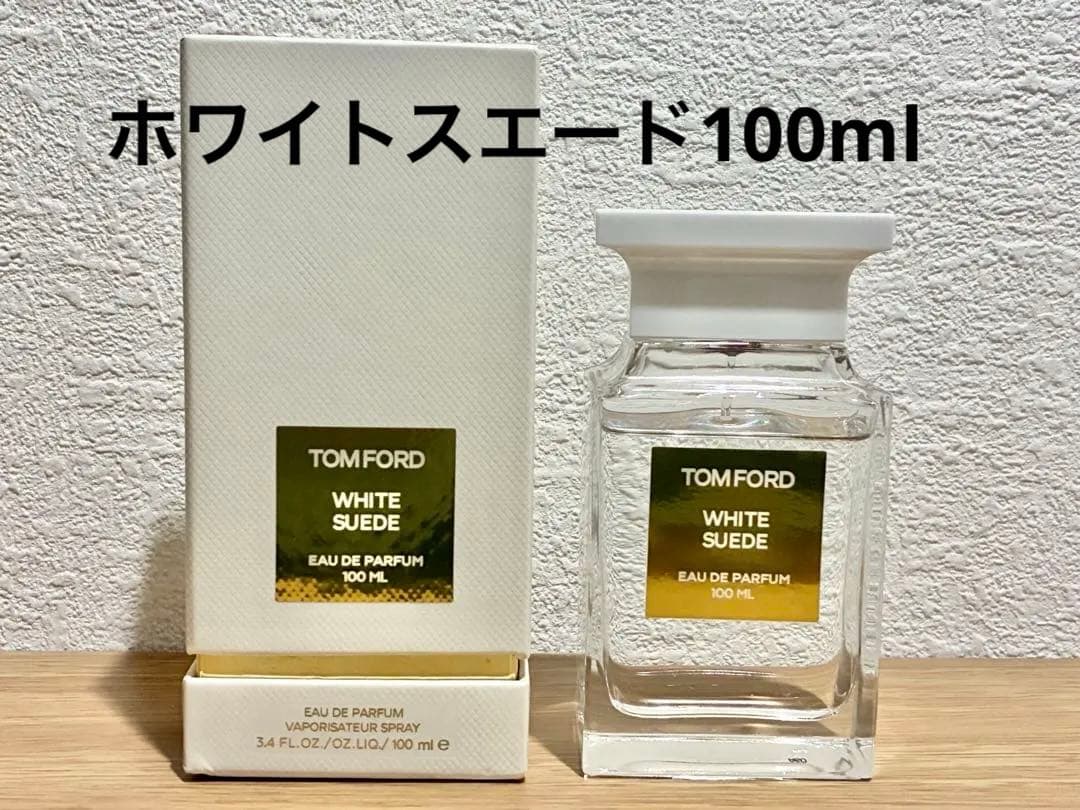 ホワイトスエード100ml
TOM FORD
WHITE
SUEDE
EAU DE PARFUM
100 ML
EAU DE PARFUM
VAPORISATEUR SPRAY
3.4 FL.OZ./OZ.LIQ./ 100 ml e
TOM FORD
WHITE
SUEDE
EAU DE PARFUM
100 ML